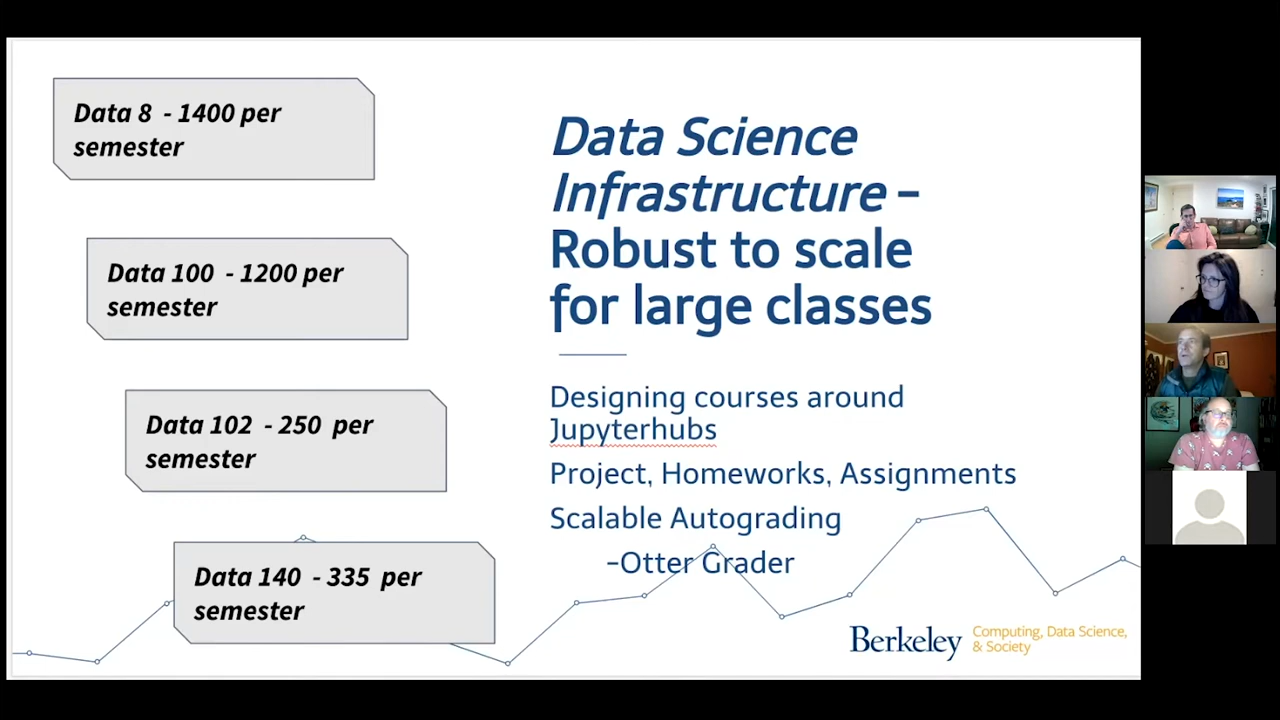 Data 8 - 1400 per
semester
Data 100 - 1200 per
semester
Data 102 - 250 per
semester
Data 140 - 335 per
semester
Data Science
Infrastructure –
Robust to scale
for large classes
Designing courses around
Jupyterhubs
Project, Homeworks, Assignments
Scalable Autograding
–Otter Grader
Berkeley
Computing, Data Science,
& Society